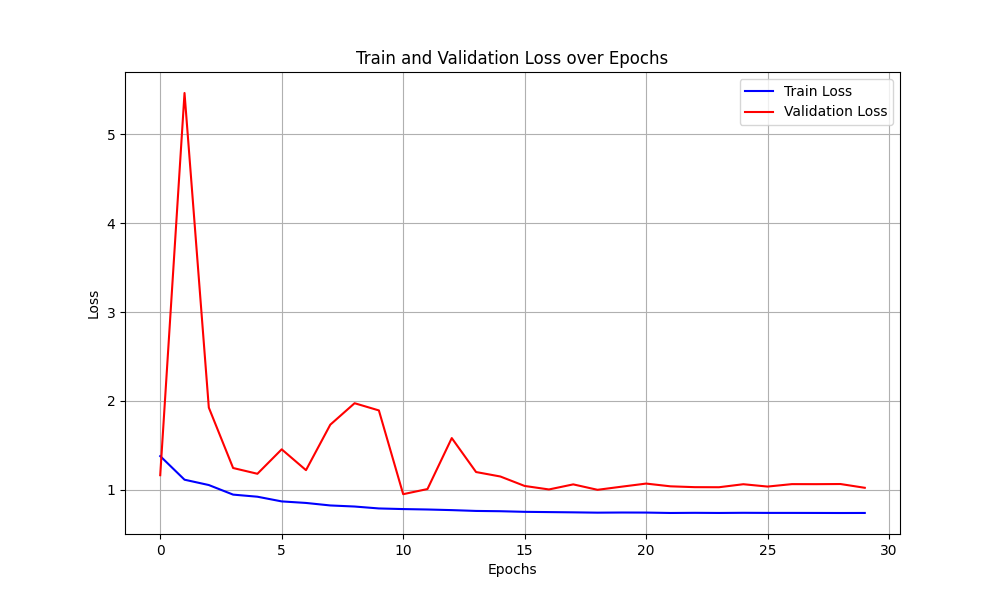 Train and Validation Loss over Epochs
Train Loss
Validation Loss
5
4
3
2
1
Loss
0 5 10 15 20 25 30
Epochs